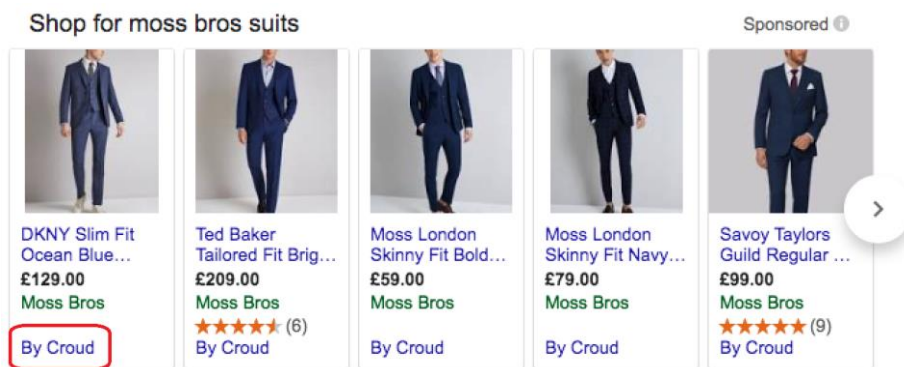 Shop for moss bros suits
Sponsored
DKNY Slim Fit
Ocean Blue...
£129.00
Moss Bros
By Croud
Ted Baker
Tailored Fit Brig...
£209.00
Moss Bros
(6)
By Croud
Moss London
Skinny Fit Bold...
£59.00
Moss Bros
By Croud
Moss London
Skinny Fit Navy...
£79.00
Moss Bros
By Croud
Savoy Taylors
Guild Regular ...
£99.00
Moss Bros
(9)
By Croud